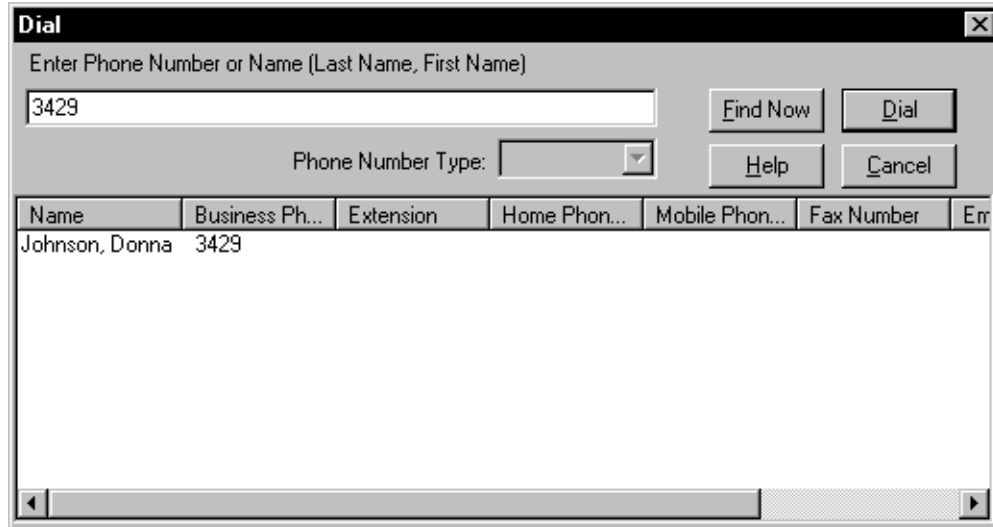 Dial
Enter Phone Number or Name (Last Name, First Name)
3429
Find Now Dial
Phone Number Type:
Help Cancel
Name Business Ph... Extension Home Phon... Mobile Phon... Fax Number Em
Johnson, Donna 3429